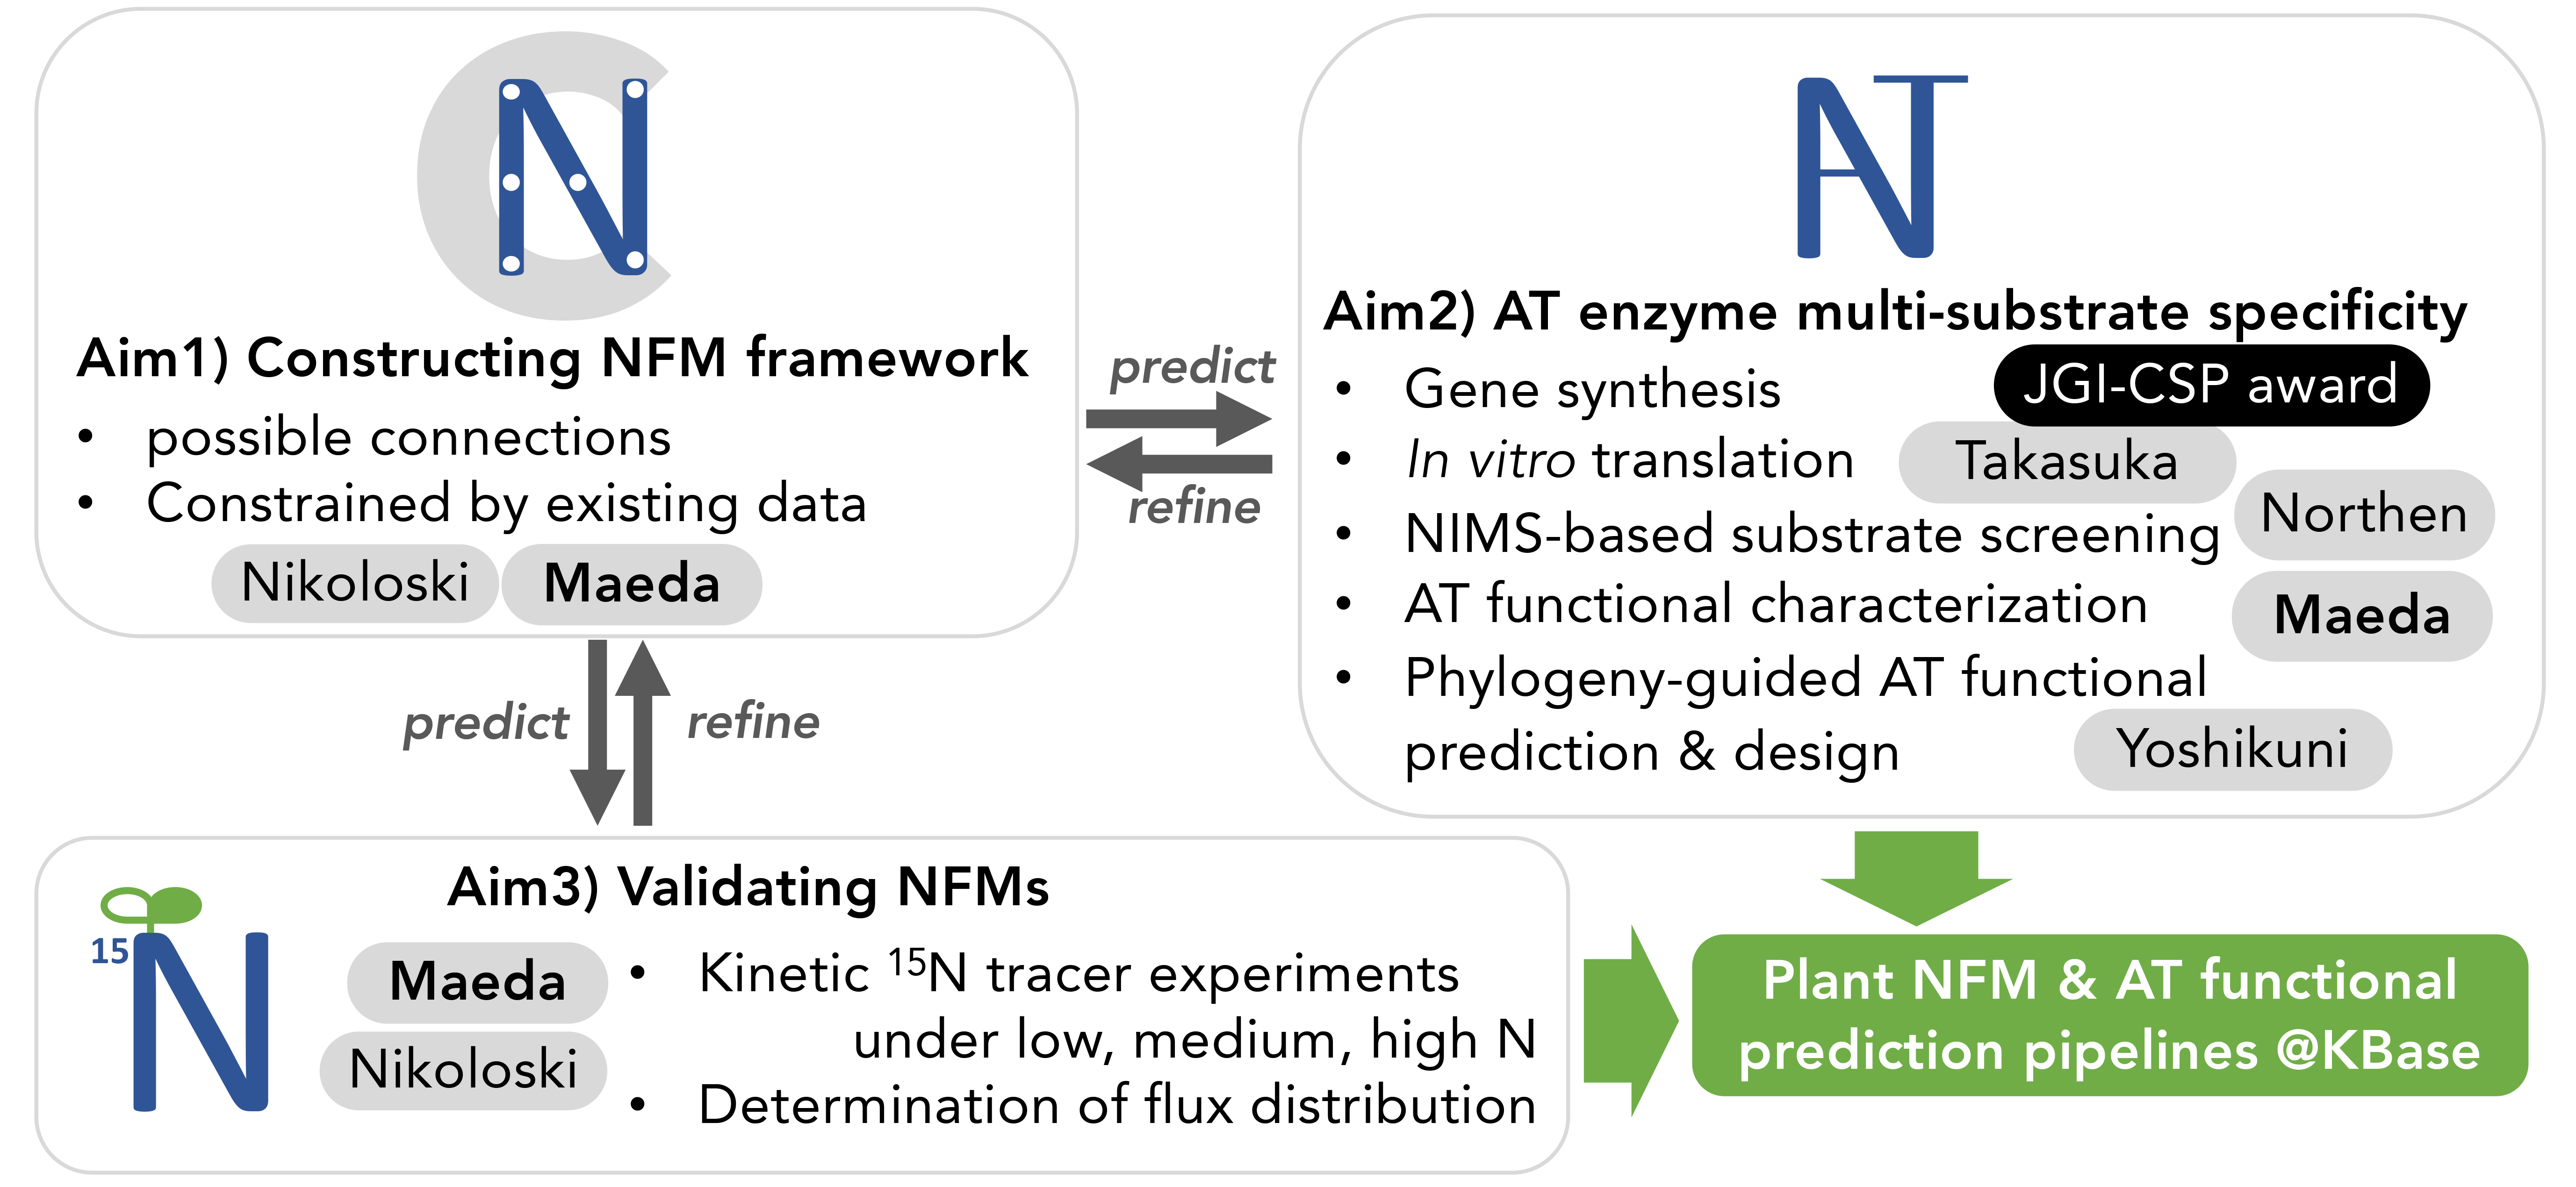 CN
Aim1) Constructing NFM framework
• possible connections
• Constrained by existing data
Nikoloski Maeda
predict
refine
NT
Aim2) AT enzyme multi-substrate specificity
• Gene synthesis JGI-CSP award
• In vitro translation Takasuka
• NIMS-based substrate screening Northen
• AT functional characterization Maeda
• Phylogeny-guided AT functional
prediction & design Yoshikuni
predict refine
15N
Aim3) Validating NFMs
Maeda
Nikoloski
• Kinetic ¹⁵N tracer experiments
under low, medium, high N
• Determination of flux distribution
Plant NFM & AT functional
prediction pipelines @KBase